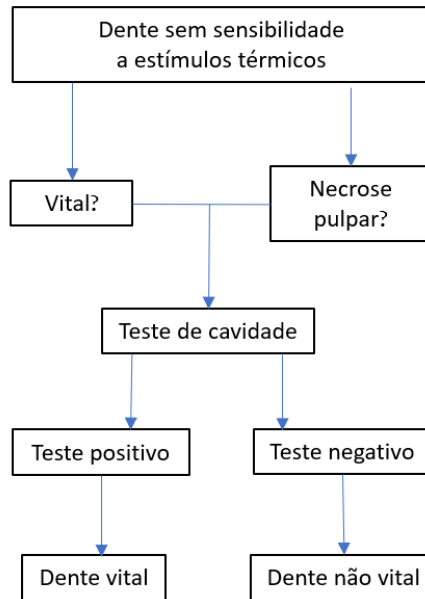 Dente sem sensibilidade
a estímulos térmicos
Vital?
Necrose
pulpar?
Teste de cavidade
Teste positivo
Teste negativo
Dente vital
Dente não vital